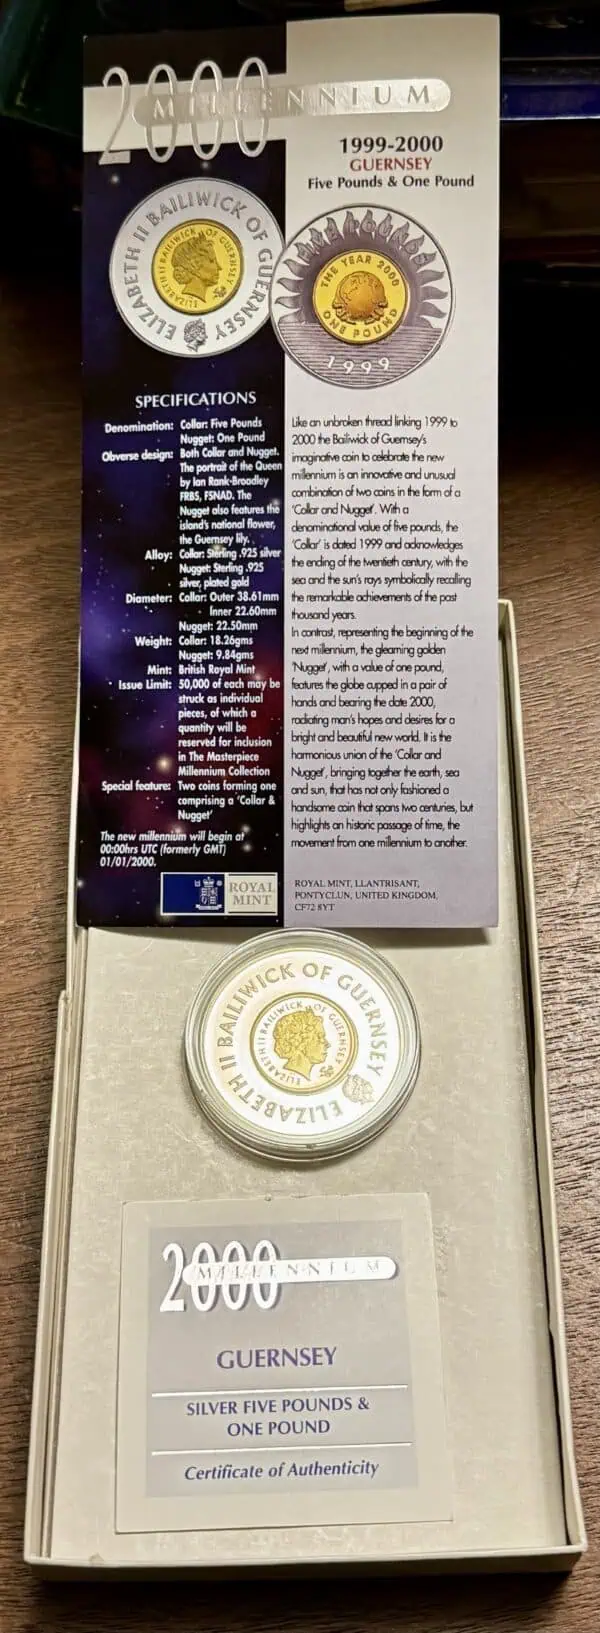 2000
MILLENNIUM
1999-2000
GUERNSEY
Five Pounds & One Pound
ELIZABETH II BAILIWICK OF GUERNSEY
ELIZABETH II BAILIWICK OF GUERNSEY
FIVE POUNDS
THE YEAR 2000
ONE POUND
1999
SPECIFICATIONS
Denomination: Collar: Five Pounds
Nugget: One Pound
Obverse design: Both Collar and Nugget.
The portrait of the Queen
by Ian Rank-Broadley
FRBS, FSNAD. The
Nugget also features the
island's national flower,
the Guernsey lily.
Alloy: Collar: Sterling .925 silver
Nugget: Sterling .925
silver, plated gold
Diameter: Collar: Outer 38.61mm
Inner 22.60mm
Nugget: 22.50mm
Weight: Collar: 18.26gms
Nugget: 9.84gms
Mint: British Royal Mint
Issue Limit: 50,000 of each may be
struck as individual
pieces, of which a
quantity will be
reserved for inclusion
in The Masterpiece
Millennium Collection
Special feature: Two coins forming one
comprising a 'Collar &
Nugget'
The new millennium will begin at
00:00hrs UTC (formerly GMT)
01/01/2000.
ROYAL
MINT
Like an unbroken thread linking 1999 to
2000 the Bailiwick of Guernsey's
imaginative coin to celebrate the new
millennium is an innovative and unusual
combination of two coins in the form of a
'Collar and Nugget'. With a
denominational value of five pounds, the
'Collar' is dated 1999 and acknowledges
the ending of the twentieth century, with the
sea and the sun's rays symbolically recalling
the remarkable achievements of the past
thousand years.
In contrast, representing the beginning of the
next millennium, the gleaming golden
'Nugget', with a value of one pound,
features the globe cupped in a pair of
hands and bearing the date 2000,
radiating man's hopes and desires for a
bright and beautiful new world. It is the
harmonious union of the 'Collar and
Nugget', bringing together the earth, sea
and sun, that has not only fashioned a
handsome coin that spans two centuries, but
highlights an historic passage of time, the
movement from one millennium to another.
ROYAL MINT, LLANTRISANT,
PONTYCLUN, UNITED KINGDOM,
CF72 8YT
ELIZABETH II BAILIWICK OF GUERNSEY
ELIZABETH II BAILIWICK OF GUERNSEY
2000
MILLENNIUM
GUERNSEY
SILVER FIVE POUNDS &
ONE POUND
Certificate of Authenticity